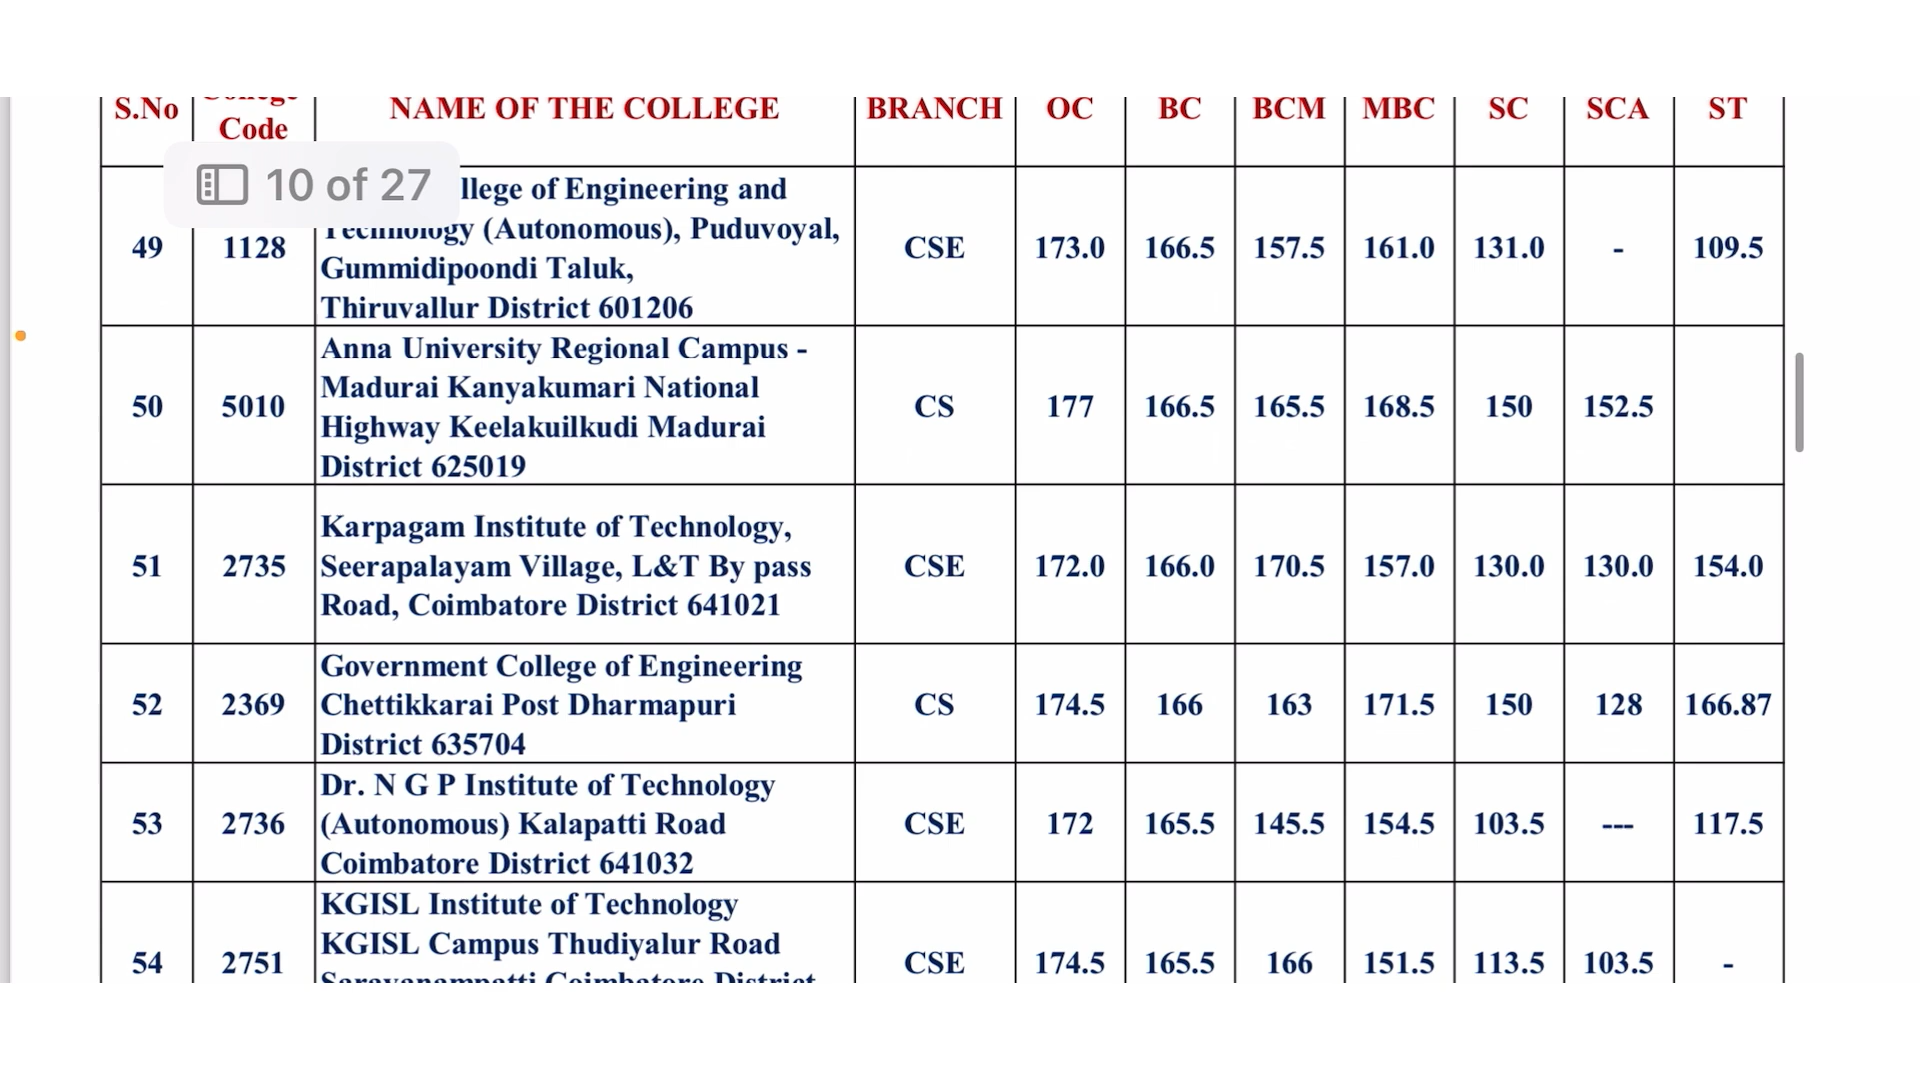 S.No College Code NAME OF THE COLLEGE BRANCH OC BC BCM MBC SC SCA ST
10 of 27
49 1128 llege of Engineering and
Technology (Autonomous), Puduvoyal,
Gummidipoondi Taluk,
Thiruvallur District 601206 CSE 173.0 166.5 157.5 161.0 131.0 - 109.5
50 5010 Anna University Regional Campus -
Madurai Kanyakumari National
Highway Keelakuilkudi Madurai
District 625019 CS 177 166.5 165.5 168.5 150 152.5
51 2735 Karpagam Institute of Technology,
Seerapalayam Village, L&T By pass
Road, Coimbatore District 641021 CSE 172.0 166.0 170.5 157.0 130.0 130.0 154.0
52 2369 Government College of Engineering
Chettikkarai Post Dharmapuri
District 635704 CS 174.5 166 163 171.5 150 128 166.87
53 2736 Dr. N G P Institute of Technology
(Autonomous) Kalapatti Road
Coimbatore District 641032 CSE 172 165.5 145.5 154.5 103.5 --- 117.5
54 2751 KGISL Institute of Technology
KGISL Campus Thudiyalur Road
Saravanampatti Coimbatore District CSE 174.5 165.5 166 151.5 113.5 103.5 -